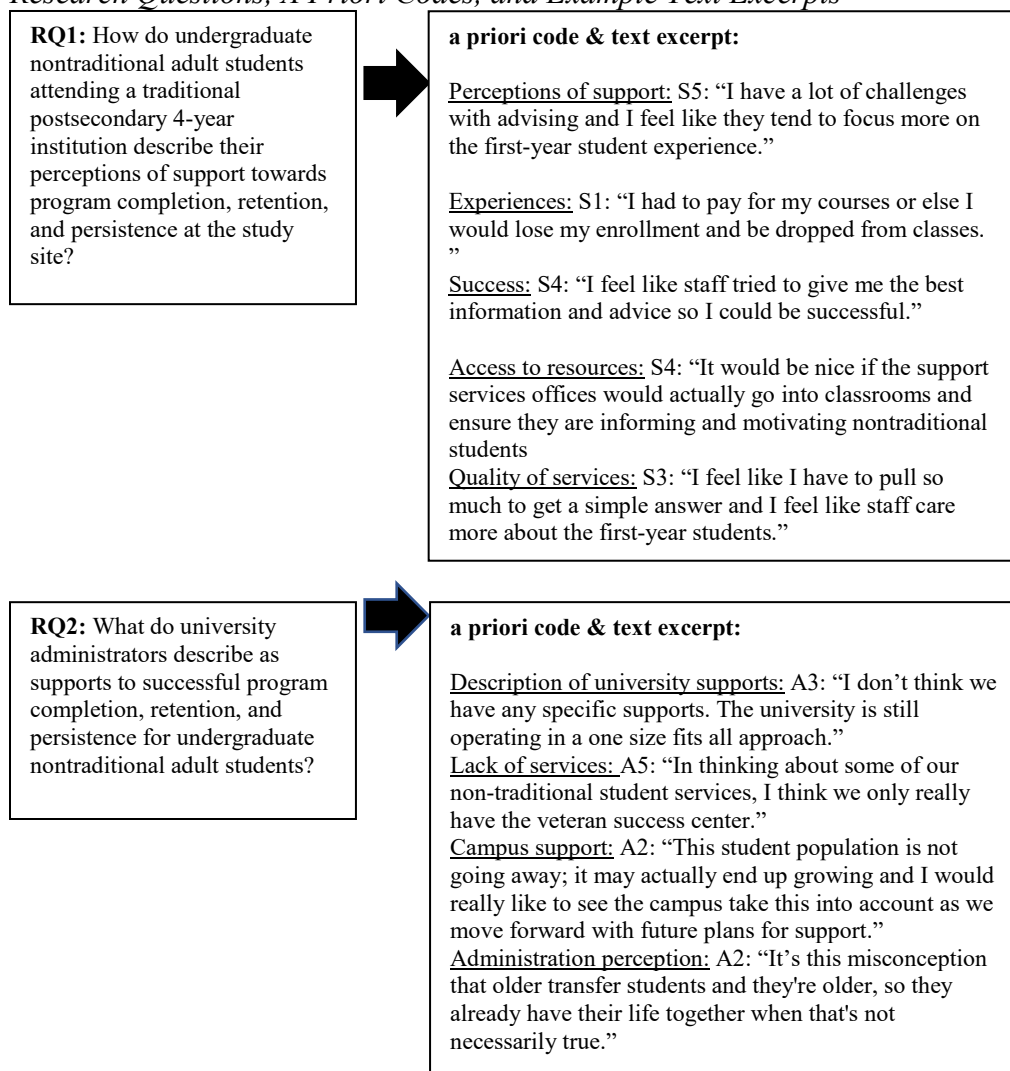 Research Questions, A Priori Codes, and Example Text Excerpts
RQ1: How do undergraduate
nontraditional adult students
attending a traditional
postsecondary 4-year
institution describe their
perceptions of support towards
program completion, retention,
and persistence at the study
site?
a priori code & text excerpt:
Perceptions of support: S5: “I have a lot of challenges
with advising and I feel like they tend to focus more on
the first-year student experience.”
Experiences: S1: “I had to pay for my courses or else I
would lose my enrollment and be dropped from classes.
”
Success: S4: “I feel like staff tried to give me the best
information and advice so I could be successful.”
Access to resources: S4: “It would be nice if the support
services offices would actually go into classrooms and
ensure they are informing and motivating nontraditional
students
Quality of services: S3: “I feel like I have to pull so
much to get a simple answer and I feel like staff care
more about the first-year students.”
RQ2: What do university
administrators describe as
supports to successful program
completion, retention, and
persistence for undergraduate
nontraditional adult students?
a priori code & text excerpt:
Description of university supports: A3: “I don’t think we
have any specific supports. The university is still
operating in a one size fits all approach.”
Lack of services: A5: “In thinking about some of our
non-traditional student services, I think we only really
have the veteran success center.”
Campus support: A2: “This student population is not
going away; it may actually end up growing and I would
really like to see the campus take this into account as we
move forward with future plans for support.”
Administration perception: A2: “It’s this misconception
that older transfer students and they're older, so they
already have their life together when that's not
necessarily true.”